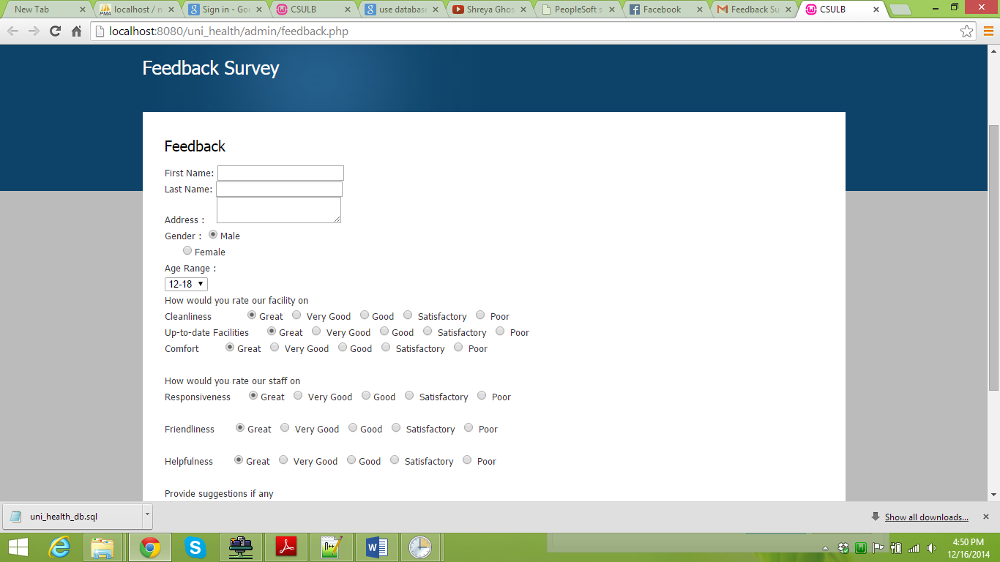 New Tab
localhost / m
Sign in - Goo
CSULB
use databas
Shreya Ghos
PeopleSoft s
Facebook
Feedback Su
CSULB
PMA
localhost:8080/uni_health/admin/feedback.php
Feedback Survey
Feedback
First Name:
Last Name:
Address :
Gender : Male
Female
Age Range :
12-18
How would you rate our facility on
Cleanliness Great Very Good Good Satisfactory Poor
Up-to-date Facilities Great Very Good Good Satisfactory Poor
Comfort Great Very Good Good Satisfactory Poor
How would you rate our staff on
Responsiveness Great Very Good Good Satisfactory Poor
Friendliness Great Very Good Good Satisfactory Poor
Helpfulness Great Very Good Good Satisfactory Poor
Provide suggestions if any
uni_health_db.sql
Show all downloads...
4:50 PM
12/16/2014